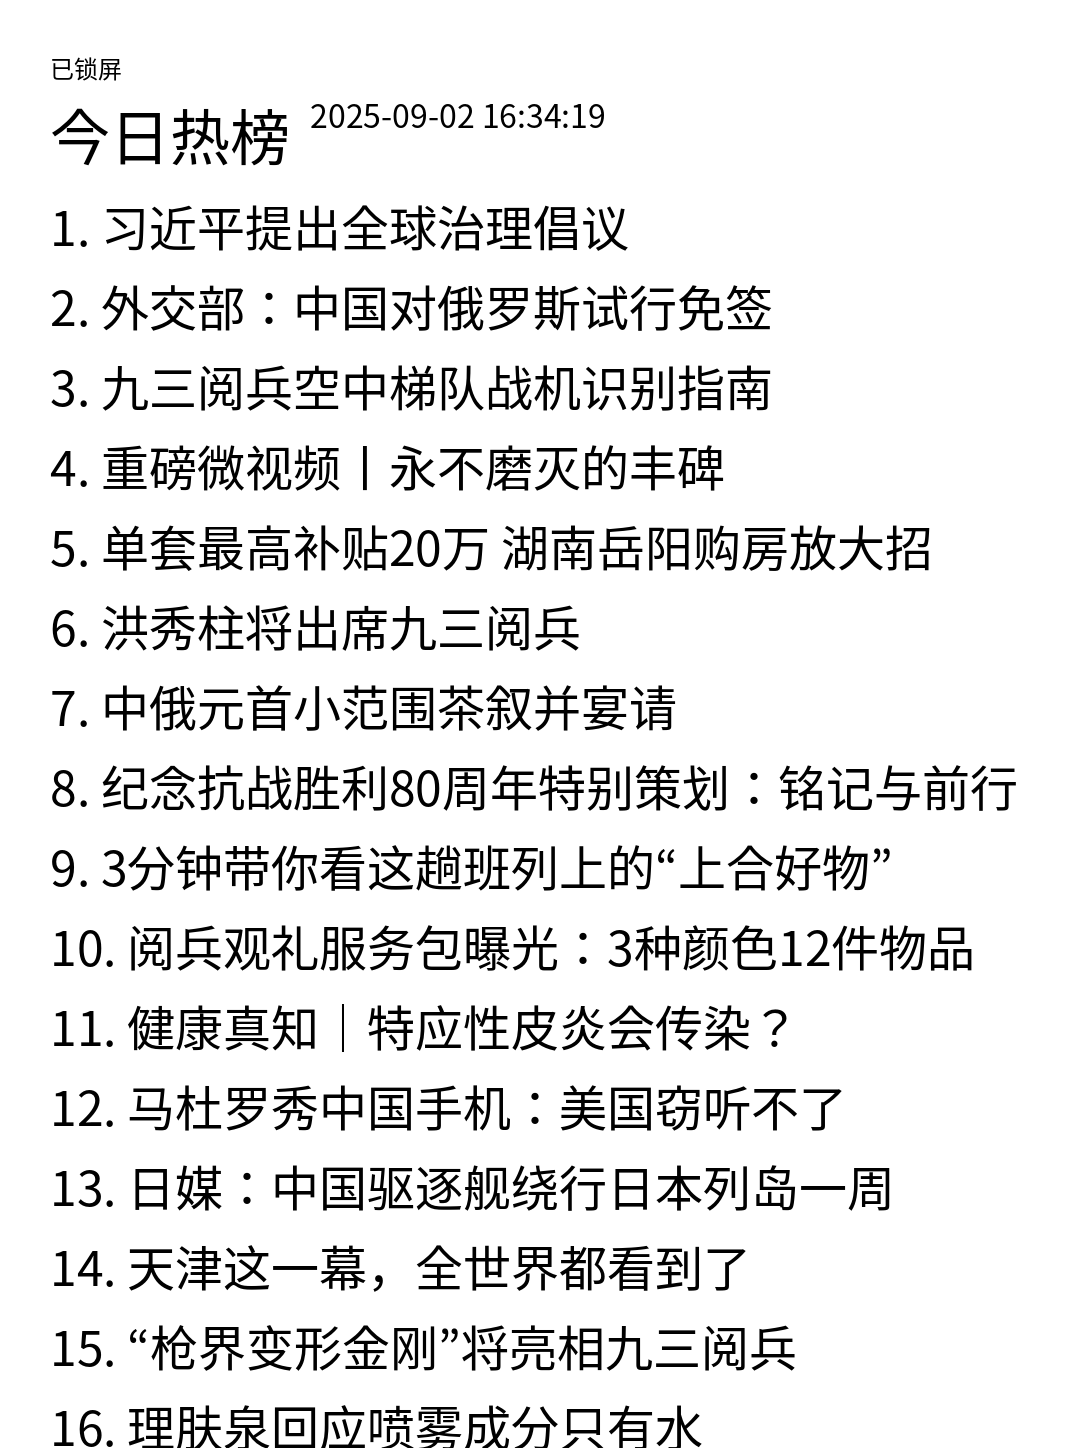 已锁屏
今日热榜 2025-09-02 16:34:19
1. 习近平提出全球治理倡议
2. 外交部：中国对俄罗斯试行免签
3. 九三阅兵空中梯队战机识别指南
4. 重磅微视频丨永不磨灭的丰碑
5. 单套最高补贴20万 湖南岳阳购房放大招
6. 洪秀柱将出席九三阅兵
7. 中俄元首小范围茶叙并宴请
8. 纪念抗战胜利80周年特别策划：铭记与前行
9. 3分钟带你看这趟班列上的“上合好物”
10. 阅兵观礼服务包曝光：3种颜色12件物品
11. 健康真知｜特应性皮炎会传染？
12. 马杜罗秀中国手机：美国窃听不了
13. 日媒：中国驱逐舰绕行日本列岛一周
14. 天津这一幕，全世界都看到了
15. “枪界变形金刚”将亮相九三阅兵
16. 理肤泉回应喷雾成分只有水